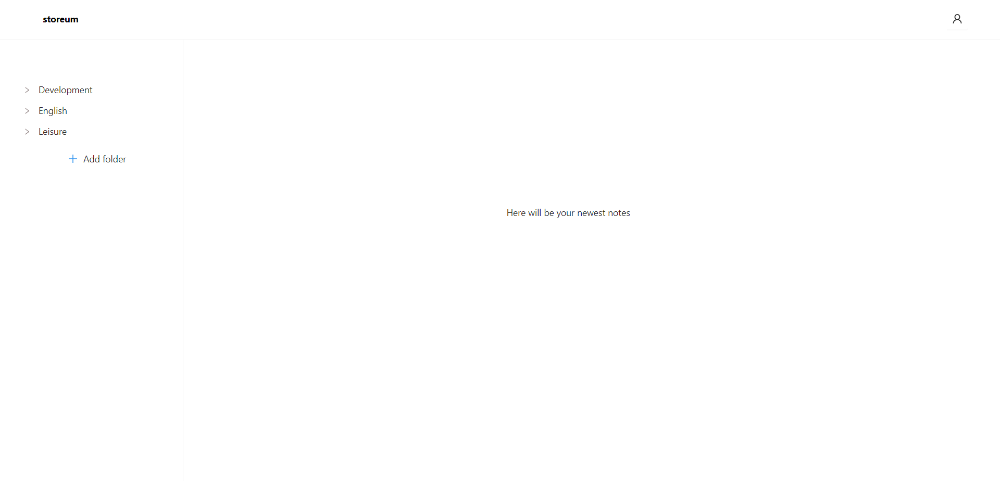 storeum
Development
English
Leisure
Add folder
Here will be your newest notes